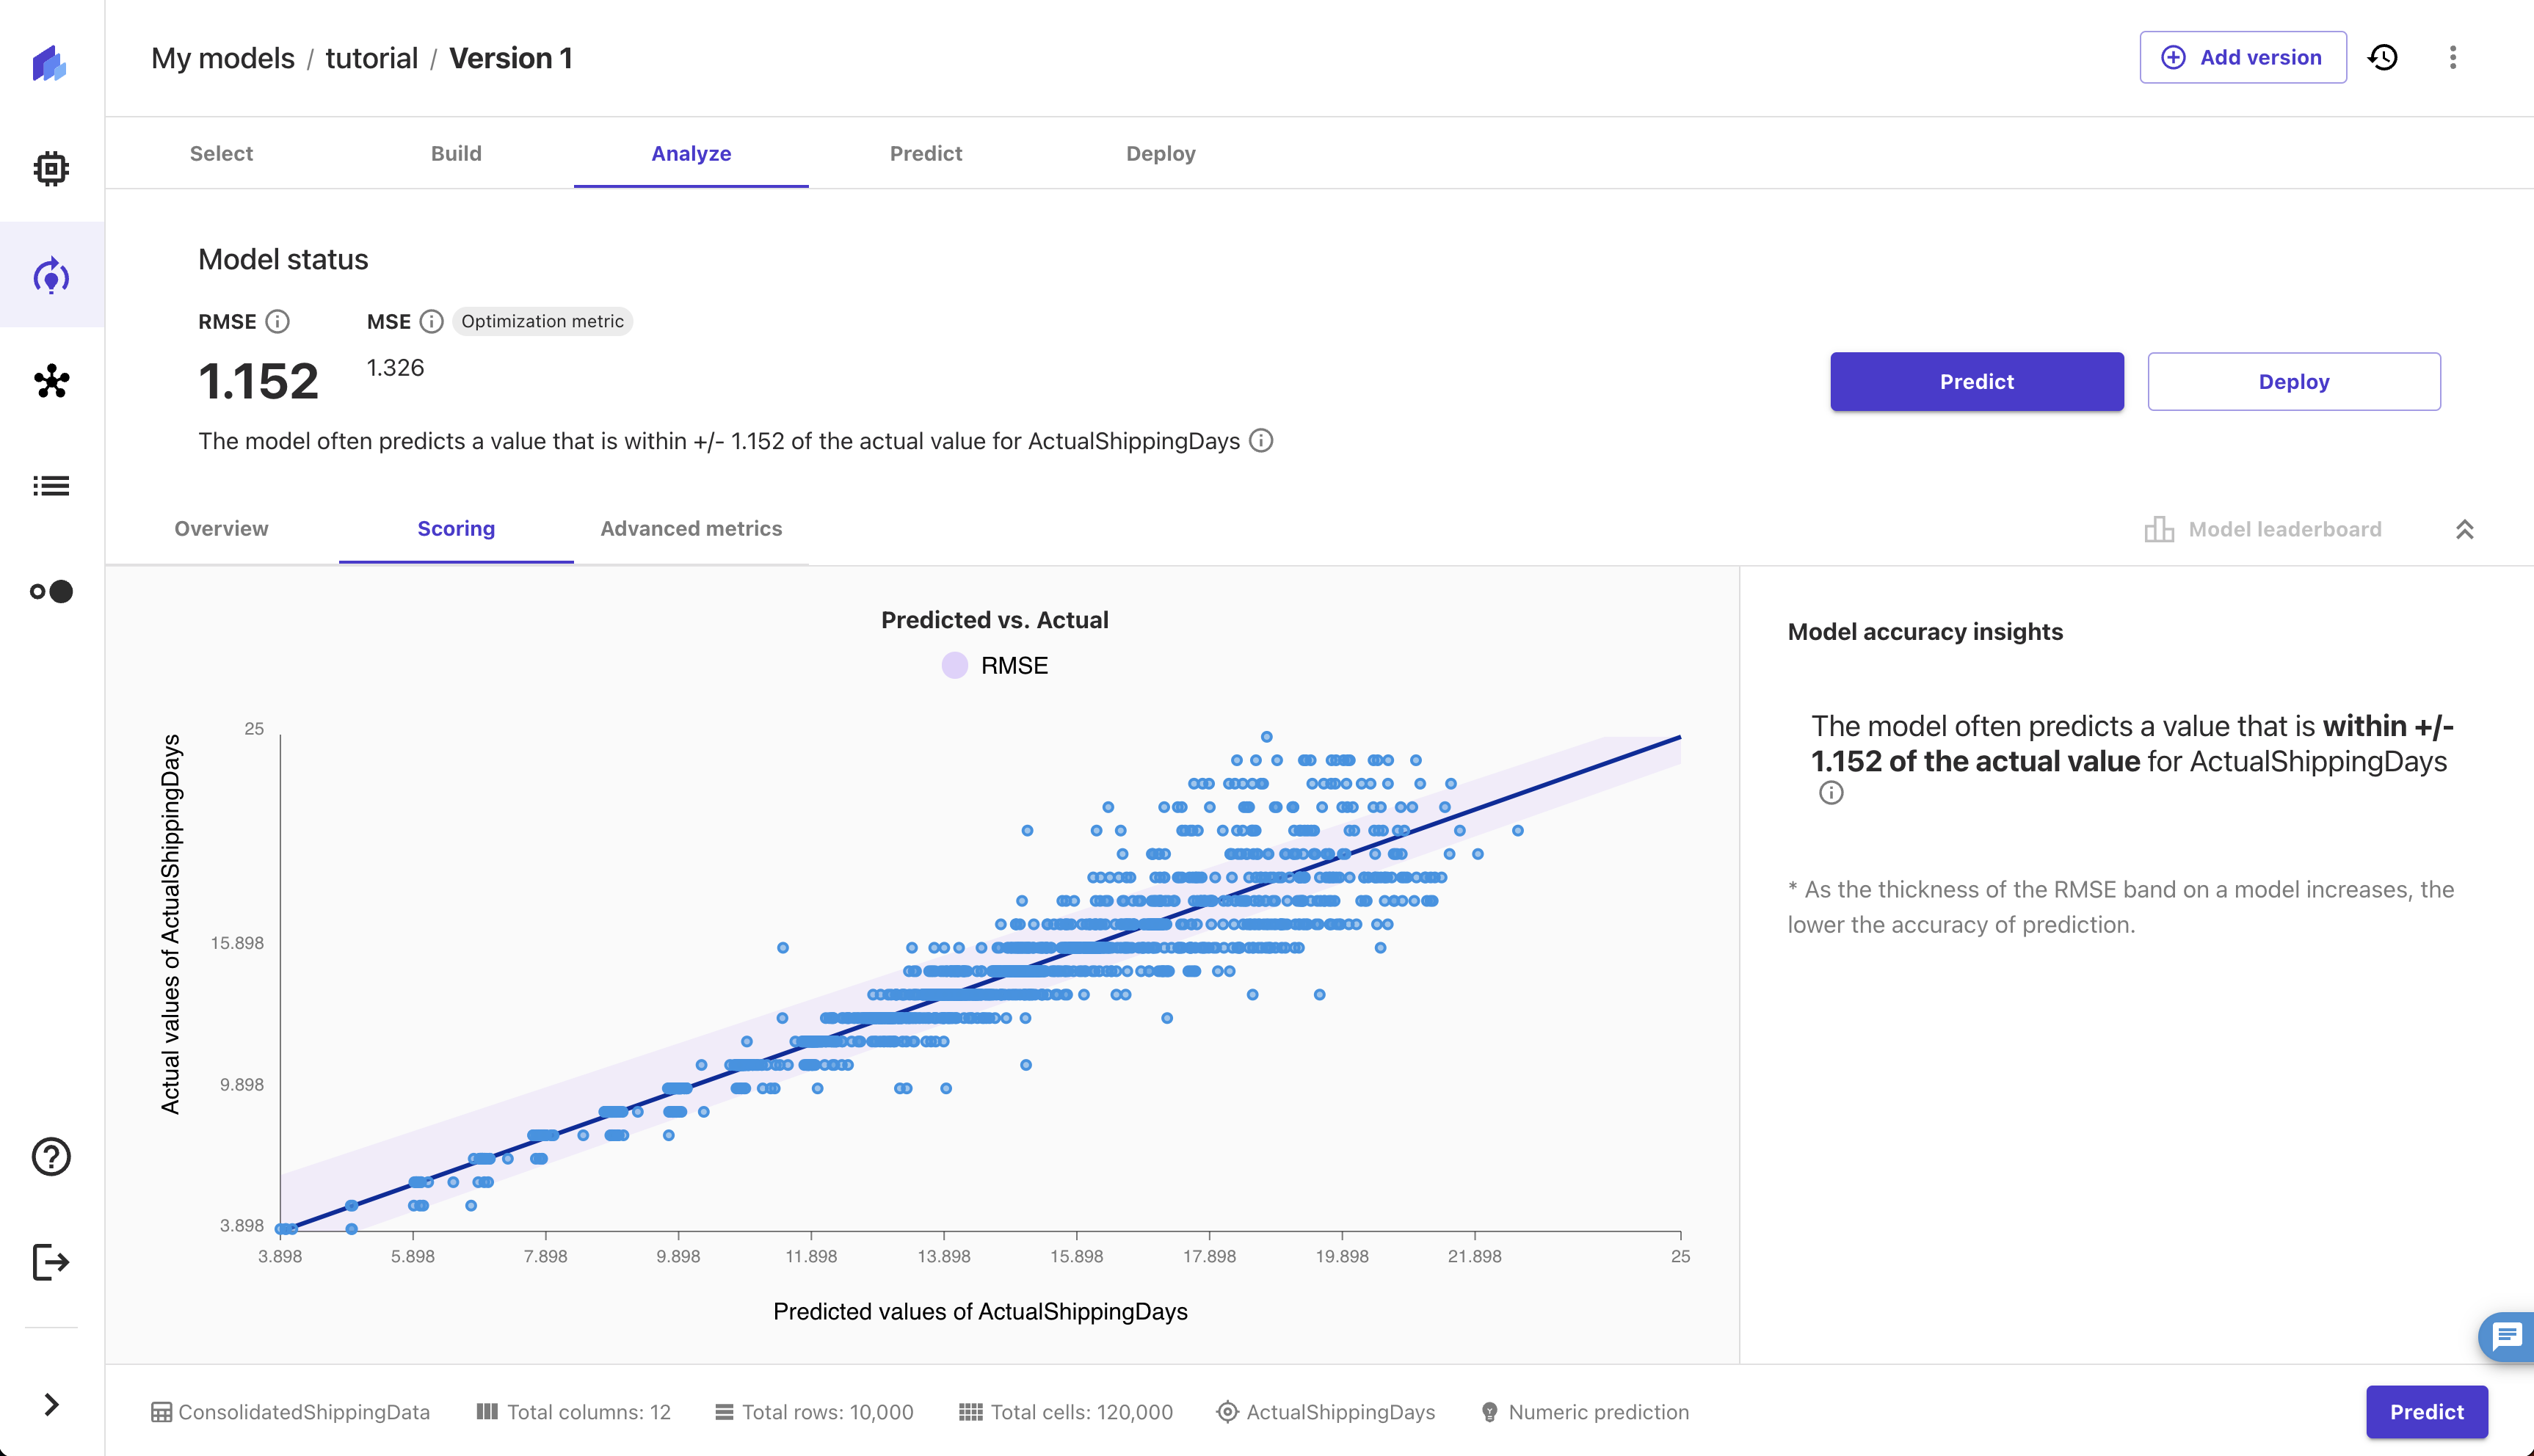 My models / tutorial / Version 1
Add version
Select
Build
Analyze
Predict
Deploy
Model status
RMSE
MSE
Optimization metric
1.152
1.326
Predict
Deploy
The model often predicts a value that is within +/- 1.152 of the actual value for ActualShippingDays
Overview
Scoring
Advanced metrics
Model leaderboard
Predicted vs. Actual
RMSE
Actual values of ActualShippingDays
25
15.898
9.898
3.898
3.898
5.898
7.898
9.898
11.898
13.898
15.898
17.898
19.898
21.898
25
Predicted values of ActualShippingDays
Model accuracy insights
The model often predicts a value that is within +/-
1.152 of the actual value for ActualShippingDays
* As the thickness of the RMSE band on a model increases, the
lower the accuracy of prediction.
ConsolidatedShippingData
Total columns: 12
Total rows: 10,000
Total cells: 120,000
ActualShippingDays
Numeric prediction
Predict